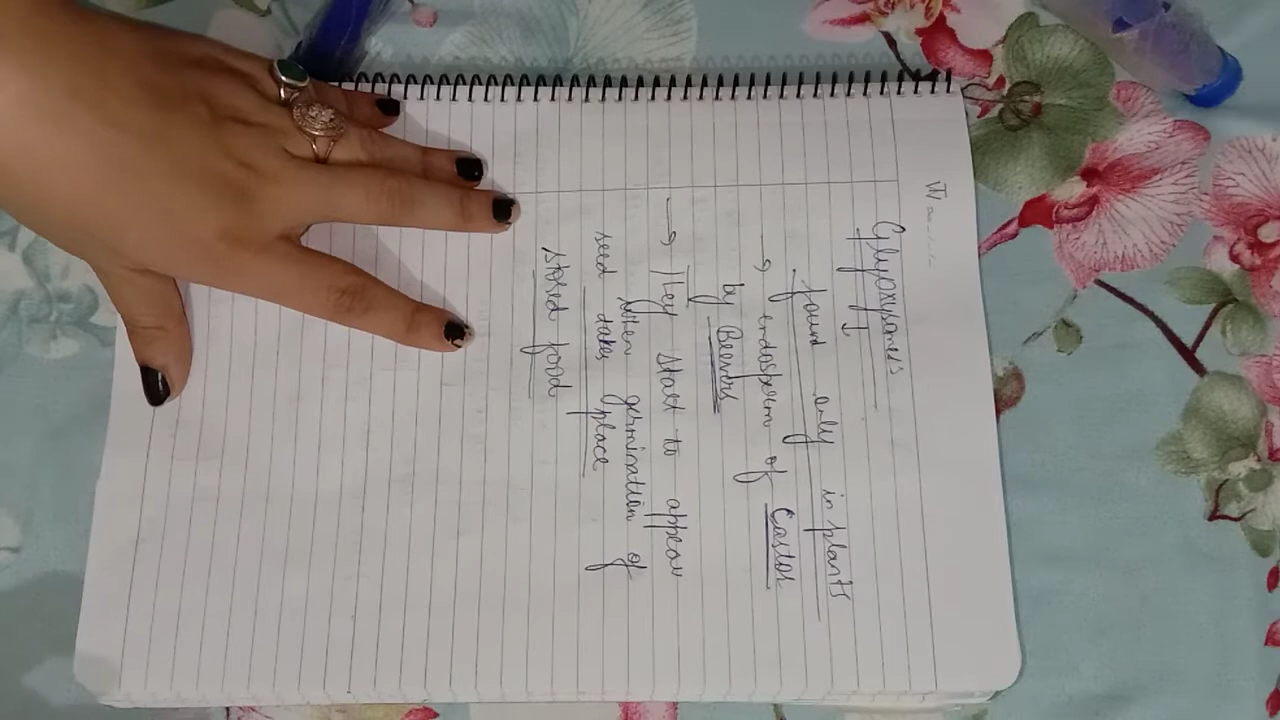 Glyoxysomes
↓
found only in plants
→ endosperm of Castor
by Beevers
→ They start to appear
when germination of
seed takes place
stored food